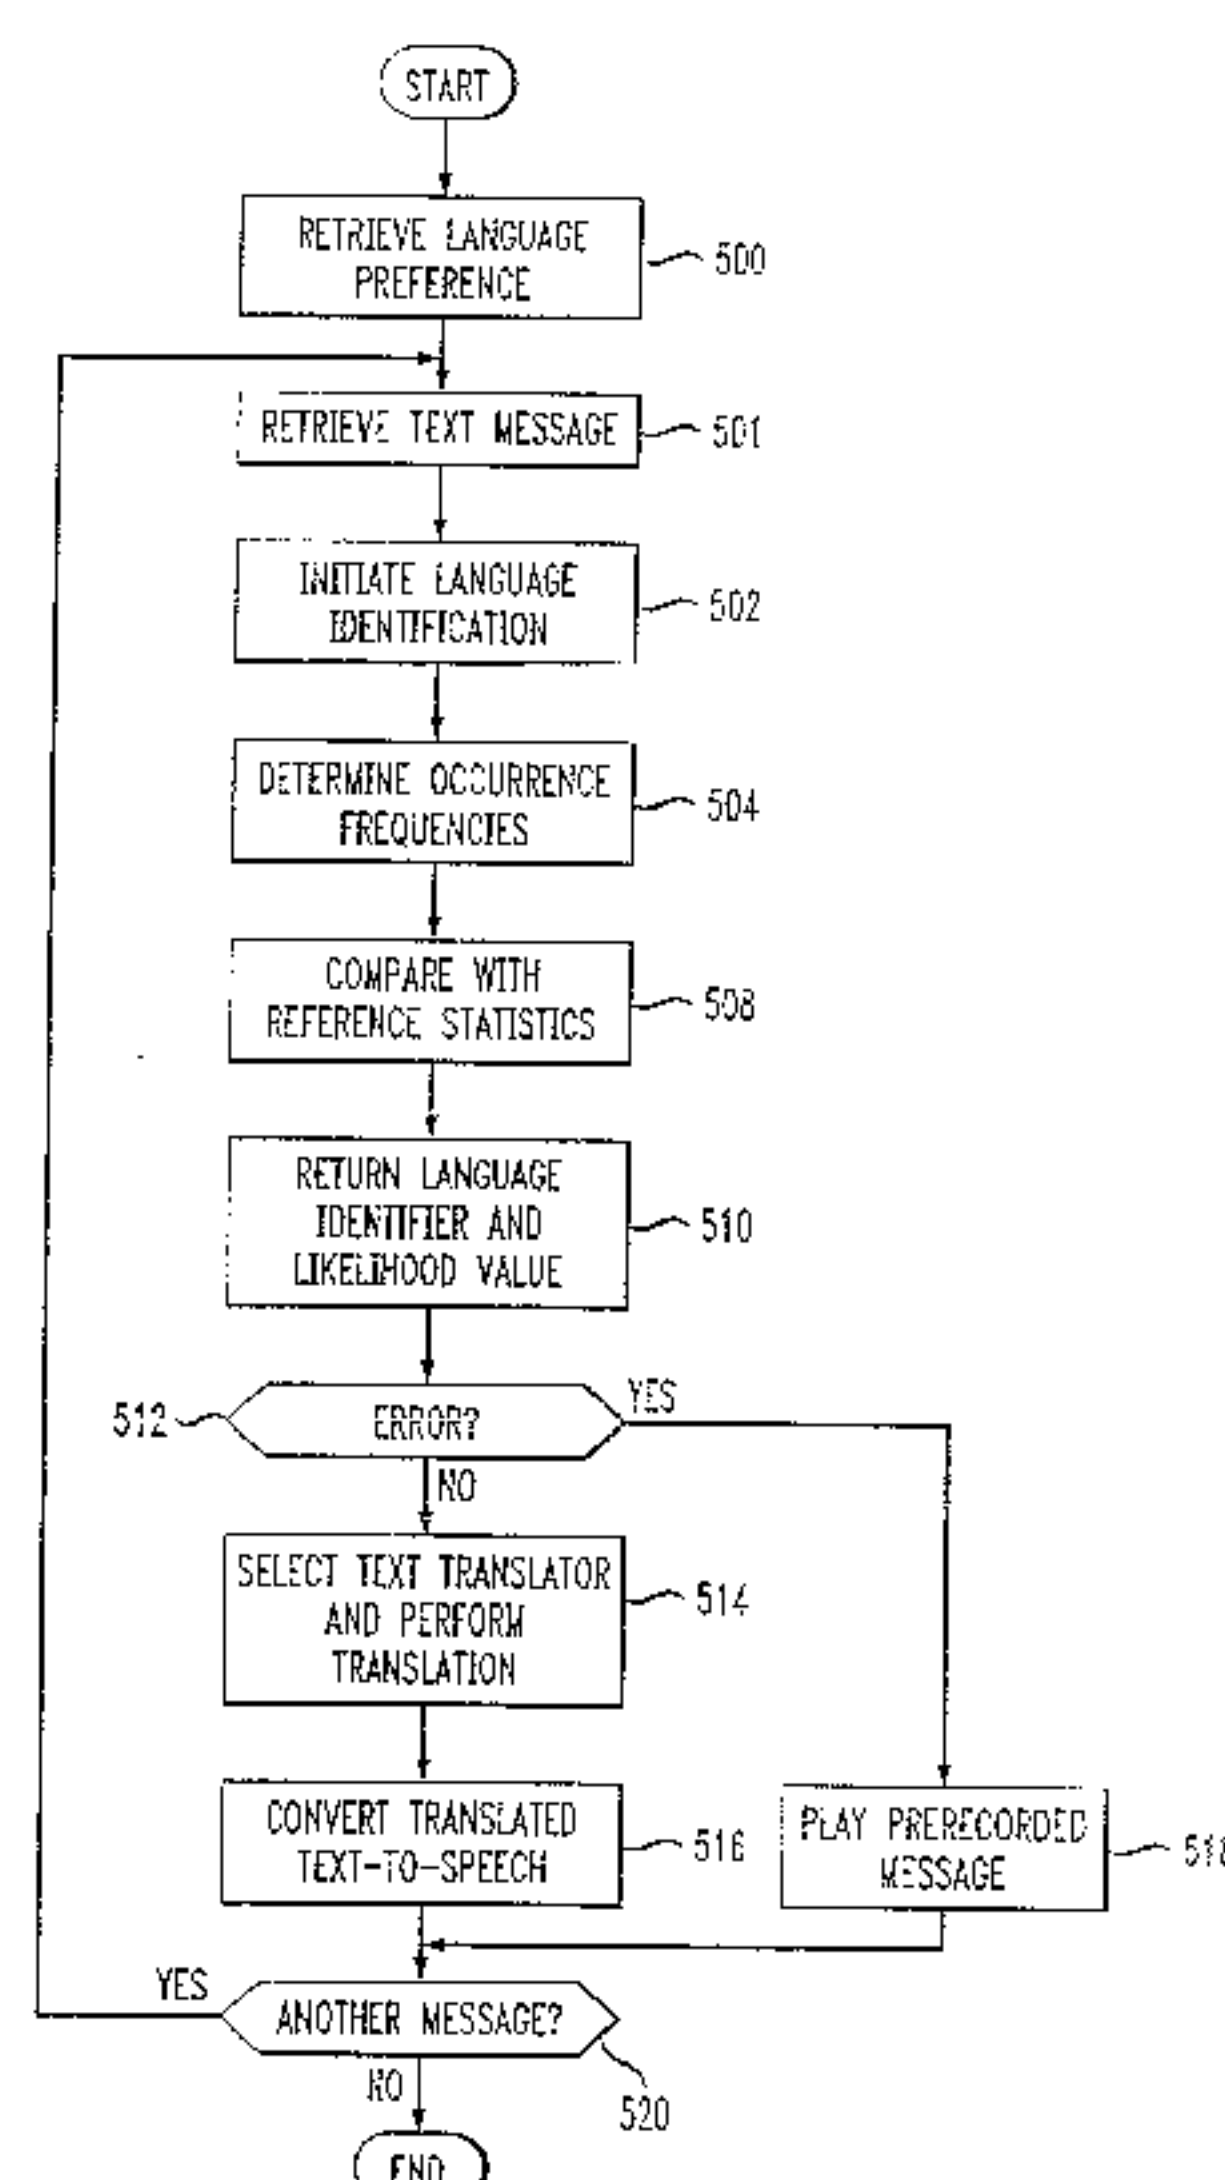 START
RETRIEVE LANGUAGE
PREFERENCE
500
RETRIEVE TEXT MESSAGE
501
INITIATE LANGUAGE
IDENTIFICATION
502
DETERMINE OCCURRENCE
FREQUENCIES
504
COMPARE WITH
REFERENCE STATISTICS
508
RETURN LANGUAGE
IDENTIFIER AND
LIKELIHOOD VALUE
510
512
ERROR?
YES
NO
SELECT TEXT TRANSLATOR
AND PERFORM
TRANSLATION
514
CONVERT TRANSLATED
TEXT-TO-SPEECH
516
PLAY PRERECORDED
MESSAGE
YES
ANOTHER MESSAGE?
NO
520
END